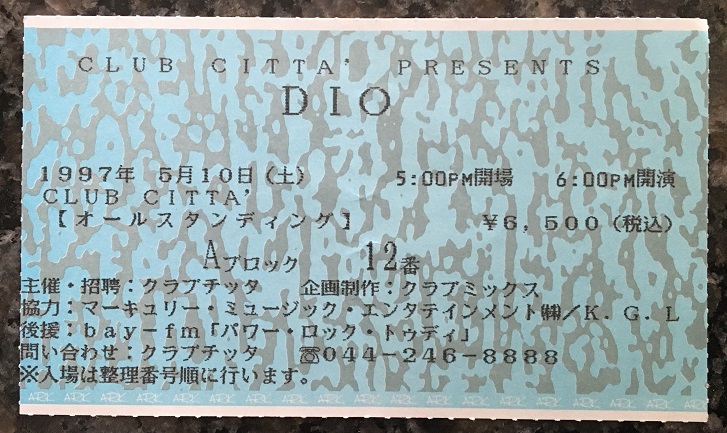 CLUB CITTA' PRESENTS
DIO
1997年 5月10日(土) 5:00PM開場 6:00PM開演
CLUB CITTA'
【オールスタンディング】 ¥6,500(税込)
Aブロック 12番
主催・招聘:クラブチッタ 企画制作:クラブミックス
協力:マーキュリー・ミュージック・エンタテインメント㈱/K.G.L
後援:bay-fm「パワー・ロック・トゥディ」
問い合わせ:クラブチッタ ☎044-246-8888
※入場は整理番号順に行います。